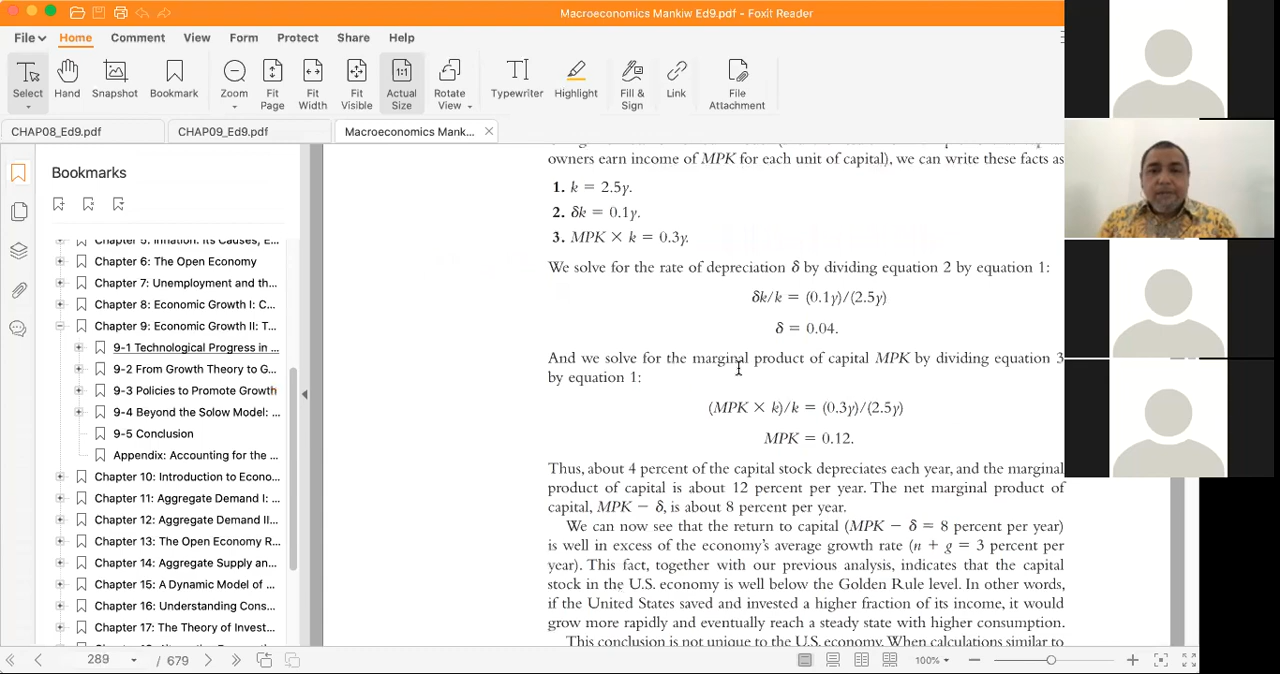 Macroeconomics Mankiw Ed9.pdf - Foxit Reader
File Home Comment View Form Protect Share Help
Select Hand Snapshot Bookmark Zoom Fit Page Fit Width Fit Visible Actual Size Rotate View Typewriter Highlight Fill & Sign Link File Attachment
CHAP08_Ed9.pdf CHAP09_Ed9.pdf Macroeconomics Mank...
Bookmarks
Chapter 5: Inflation: Its Causes, E...
Chapter 6: The Open Economy
Chapter 7: Unemployment and th...
Chapter 8: Economic Growth I: C...
Chapter 9: Economic Growth II: T...
9-1 Technological Progress in ...
9-2 From Growth Theory to G...
9-3 Policies to Promote Growth
9-4 Beyond the Solow Model: ...
9-5 Conclusion
Appendix: Accounting for the ...
Chapter 10: Introduction to Econo...
Chapter 11: Aggregate Demand I: ...
Chapter 12: Aggregate Demand II...
Chapter 13: The Open Economy R...
Chapter 14: Aggregate Supply an...
Chapter 15: A Dynamic Model of ...
Chapter 16: Understanding Cons...
Chapter 17: The Theory of Invest...
owners earn income of MPK for each unit of capital), we can write these facts as
1. k = 2.5y.
2. δk = 0.1y.
3. MPK × k = 0.3y.
We solve for the rate of depreciation δ by dividing equation 2 by equation 1:
δk/k = (0.1y)/(2.5y)
δ = 0.04.
And we solve for the marginal product of capital MPK by dividing equation 3
by equation 1:
(MPK × k)/k = (0.3y)/(2.5y)
MPK = 0.12.
Thus, about 4 percent of the capital stock depreciates each year, and the marginal
product of capital is about 12 percent per year. The net marginal product of
capital, MPK − δ, is about 8 percent per year.
We can now see that the return to capital (MPK − δ = 8 percent per year)
is well in excess of the economy's average growth rate (n + g = 3 percent per
year). This fact, together with our previous analysis, indicates that the capital
stock in the U.S. economy is well below the Golden Rule level. In other words,
if the United States saved and invested a higher fraction of its income, it would
grow more rapidly and eventually reach a steady state with higher consumption.
This conclusion is not unique to the U.S. economy. When calculations similar to
289 / 679
100%